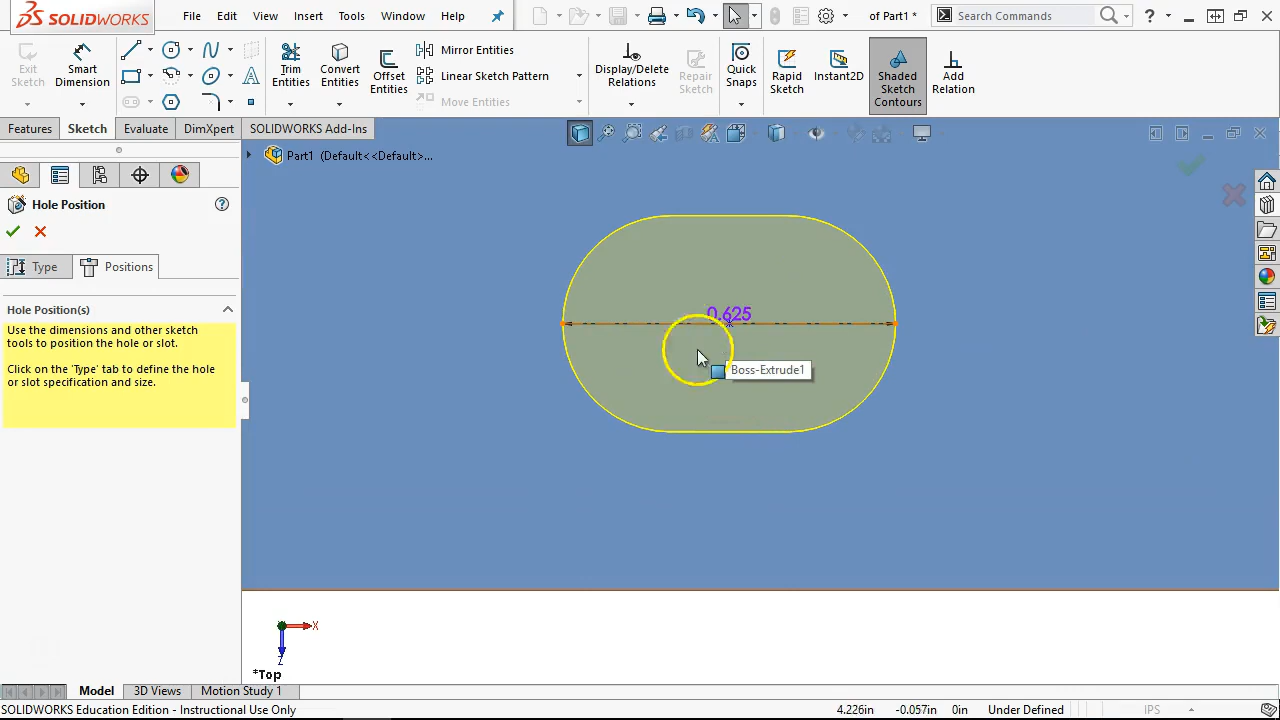 SOLIDWORKS File Edit View Insert Tools Window Help of Part1 * Search Commands ?
Exit Sketch
Smart Dimension
Trim Entities
Convert Entities
Offset Entities
Mirror Entities
Linear Sketch Pattern
Move Entities
Display/Delete Relations
Repair Sketch
Quick Snaps
Rapid Sketch
Instant2D
Shaded Sketch Contours
Add Relation
Features Sketch Evaluate DimXpert SOLIDWORKS Add-Ins
Part1 (Default<<Default>...
Hole Position
Type Positions
Hole Position(s)
Use the dimensions and other sketch
tools to position the hole or slot.
Click on the 'Type' tab to define the hole
or slot specification and size.
0.625
Boss-Extrude1
X
Z
*Top
Model 3D Views Motion Study 1
SOLIDWORKS Education Edition - Instructional Use Only 4.226in -0.057in 0in Under Defined IPS